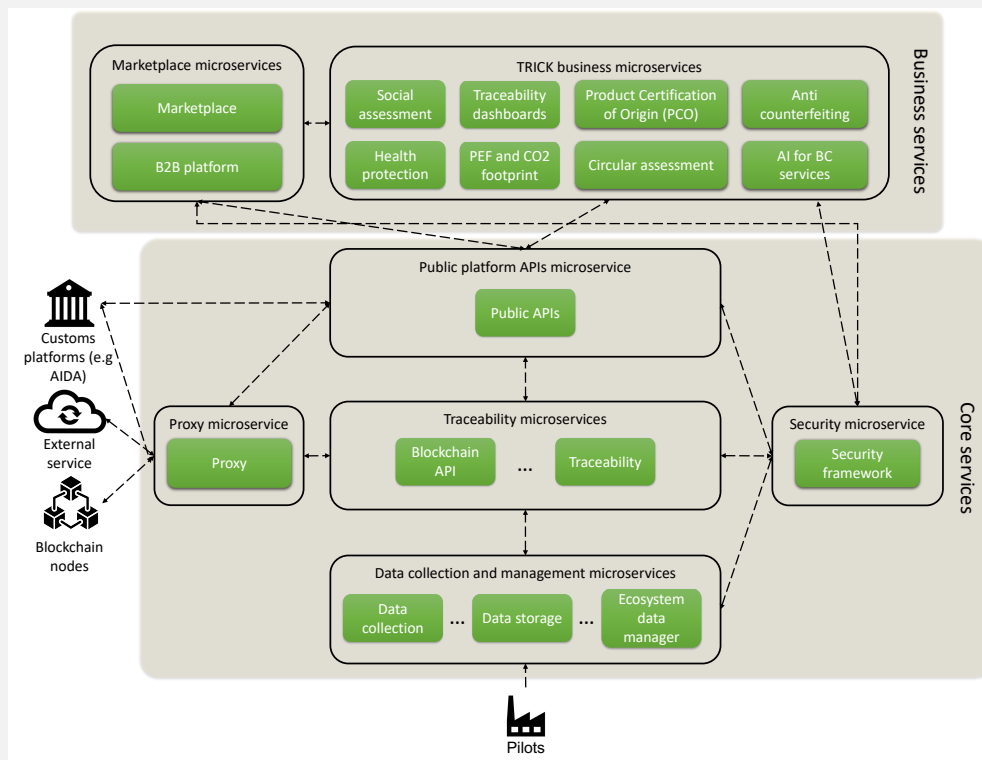 Business services
Marketplace microservices
Marketplace
B2B platform
TRICK business microservices
Social
assessment
Traceability
dashboards
Product Certification
of Origin (PCO)
Anti
counterfeiting
Health
protection
PEF and CO2
footprint
Circular assessment
AI for BC
services
Core services
Public platform APIs microservice
Public APIs
Customs
platforms (e.g
AIDA)
External
service
Blockchain
nodes
Proxy microservice
Proxy
Traceability microservices
Blockchain
API
...
Traceability
Security microservice
Security
framework
Data collection and management microservices
Data
collection
...
Data storage
...
Ecosystem
data
manager
Pilots